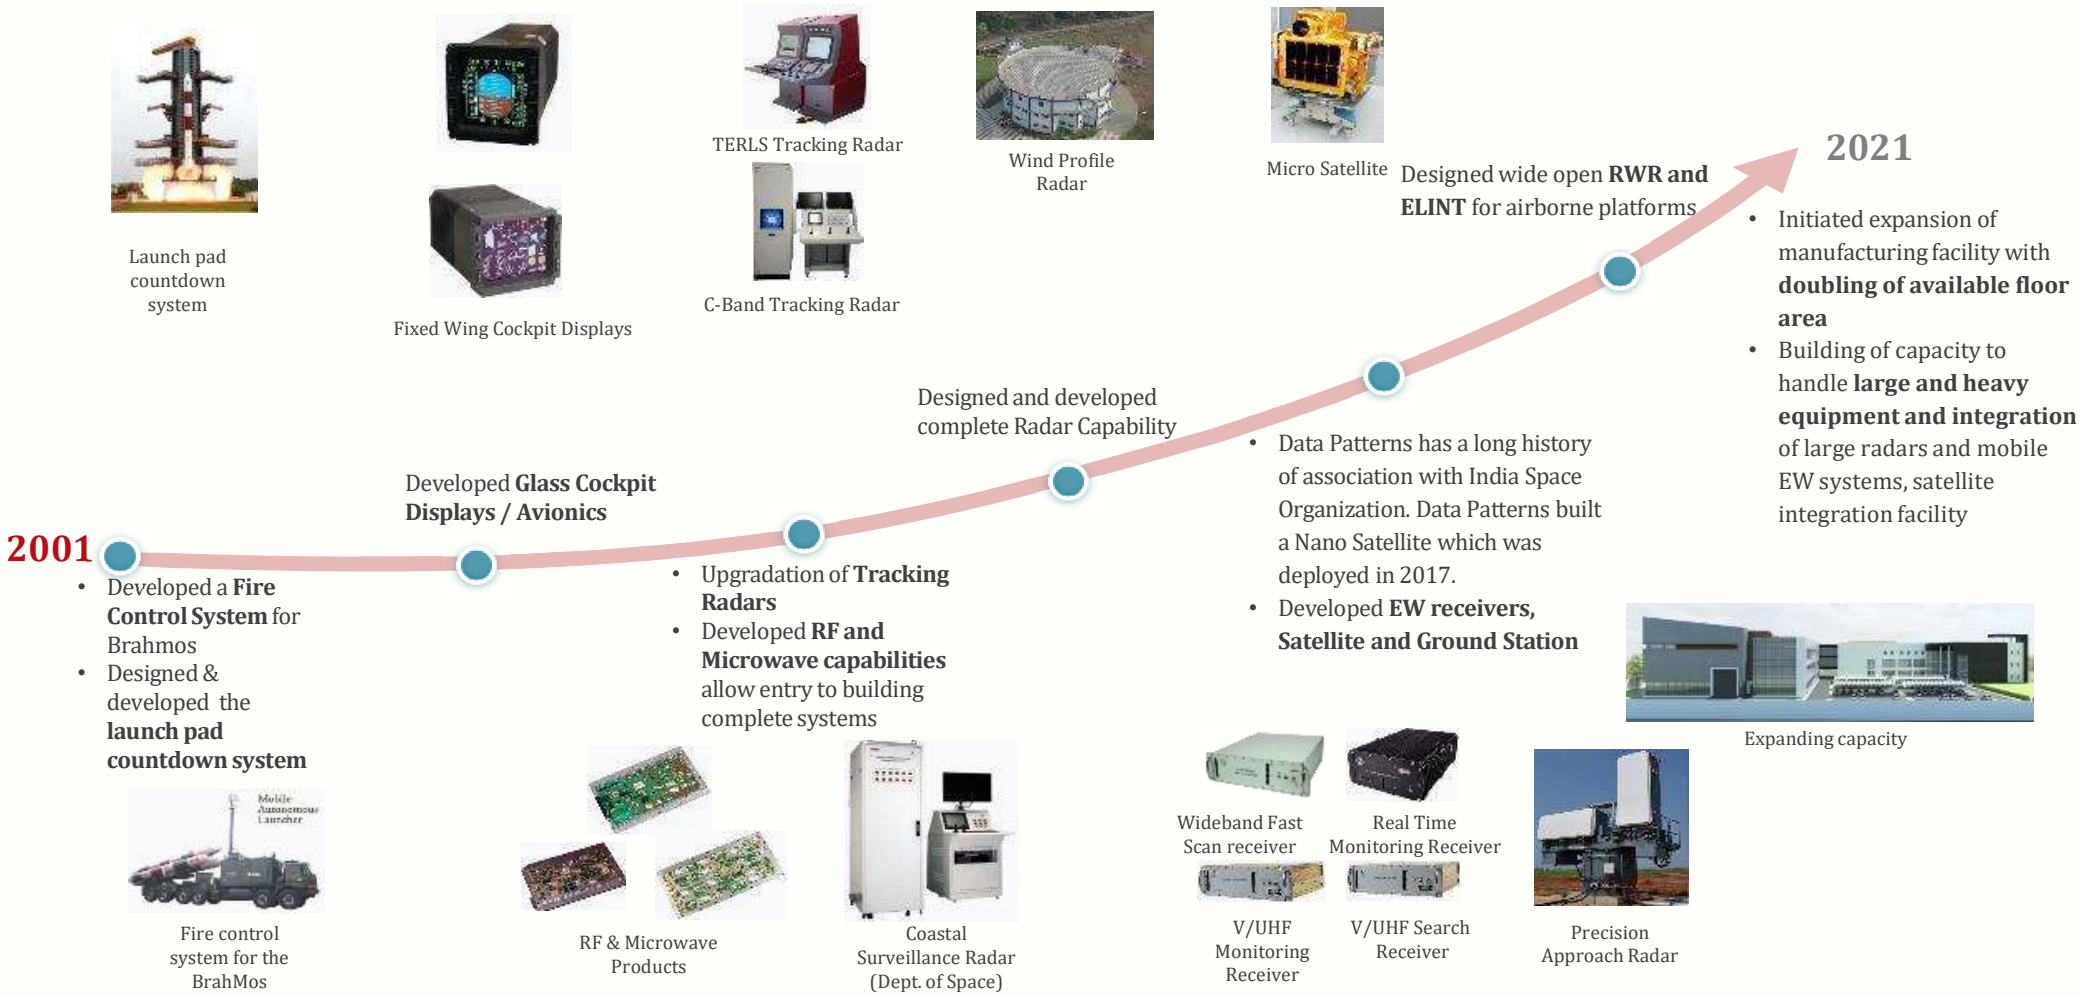 Launch pad
countdown
system
Fixed Wing Cockpit Displays
TERLS Tracking Radar
C-Band Tracking Radar
Wind Profile
Radar
Micro Satellite
Designed wide open RWR and
ELINT for airborne platforms
2021
• Initiated expansion of
manufacturing facility with
doubling of available floor
area
• Building of capacity to
handle large and heavy
equipment and integration
of large radars and mobile
EW systems, satellite
integration facility
Designed and developed
complete Radar Capability
Developed Glass Cockpit
Displays / Avionics
2001
• Developed a Fire
Control System for
Brahmos
• Designed &
developed the
launch pad
countdown system
• Upgradation of Tracking
Radars
• Developed RF and
Microwave capabilities
allow entry to building
complete systems
• Data Patterns has a long history
of association with India Space
Organization. Data Patterns built
a Nano Satellite which was
deployed in 2017.
• Developed EW receivers,
Satellite and Ground Station
Expanding capacity
Mobile
Autonomous
Launcher
Fire control
system for the
BrahMos
RF & Microwave
Products
Coastal
Surveillance Radar
(Dept. of Space)
Wideband Fast
Scan receiver
Real Time
Monitoring Receiver
V/UHF
Monitoring
Receiver
V/UHF Search
Receiver
Precision
Approach Radar